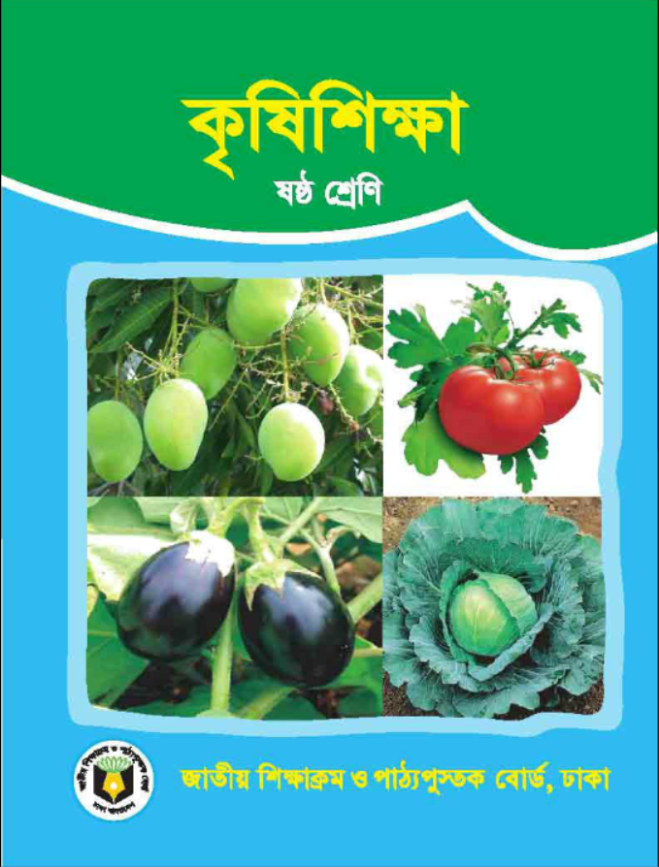 কৃষিশিক্ষা
ষষ্ঠ শ্রেণি
জাতীয় শিক্ষাক্রম ও পাঠ্যপুস্তক বোর্ড, ঢাকা